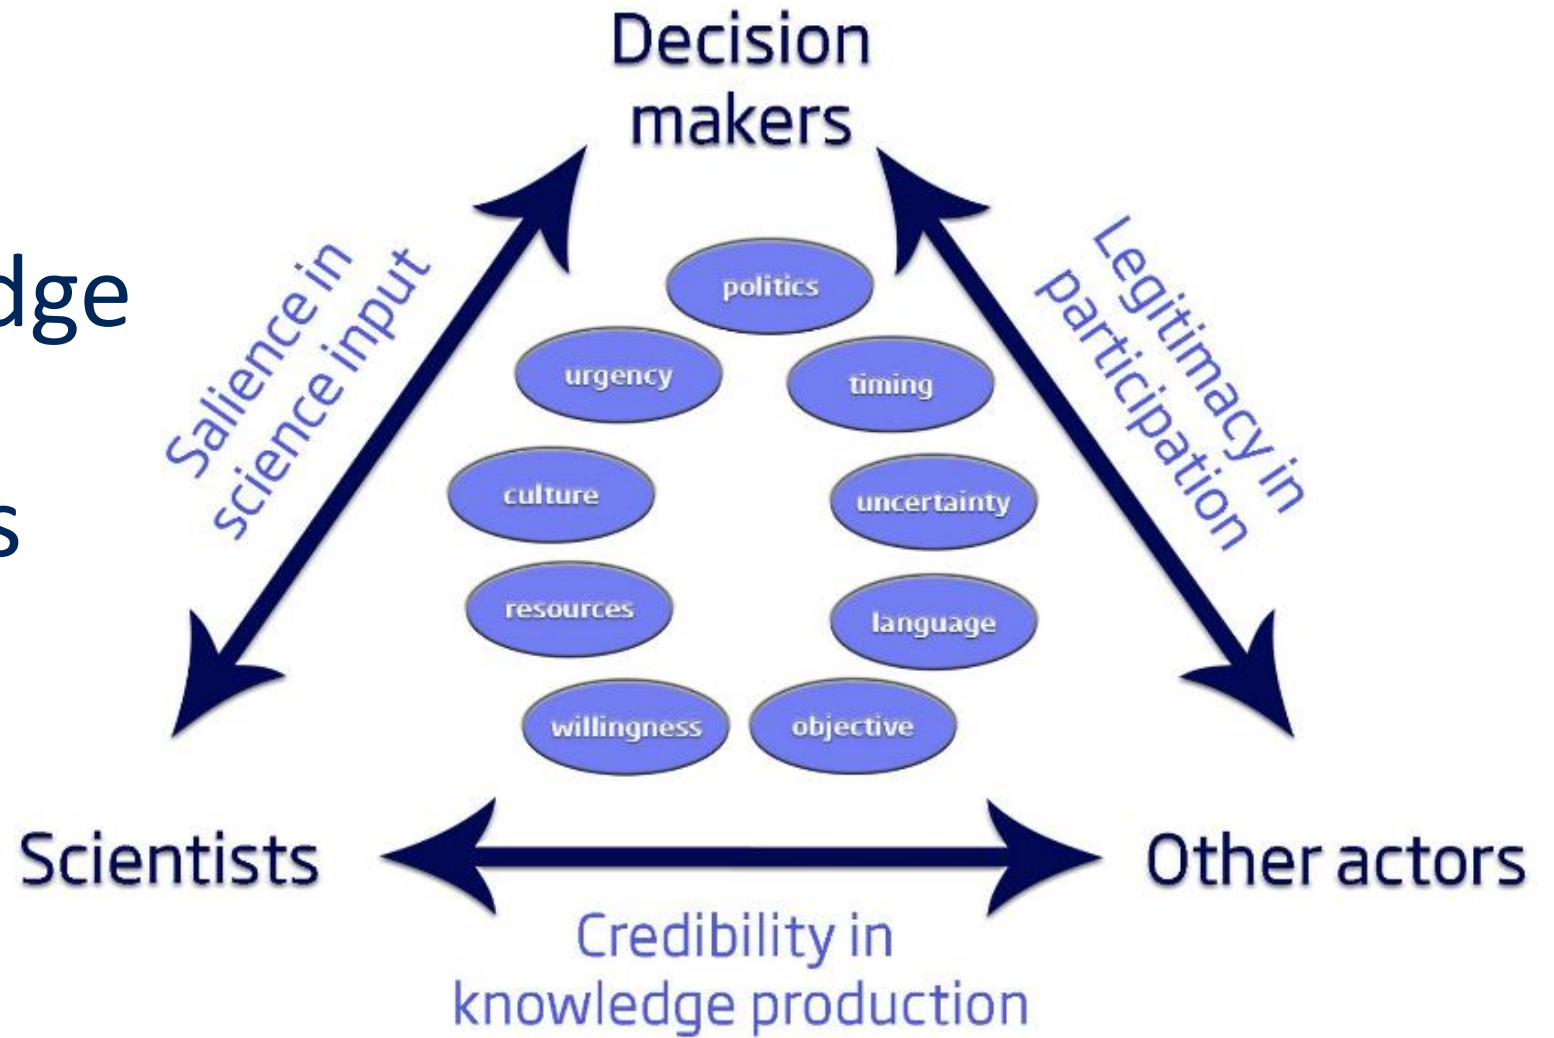 Decision
makers
Salience in
science input
Legitimacy in
participation
politics
urgency
timing
culture
uncertainty
resources
language
willingness
objective
Scientists
Other actors
Credibility in
knowledge production